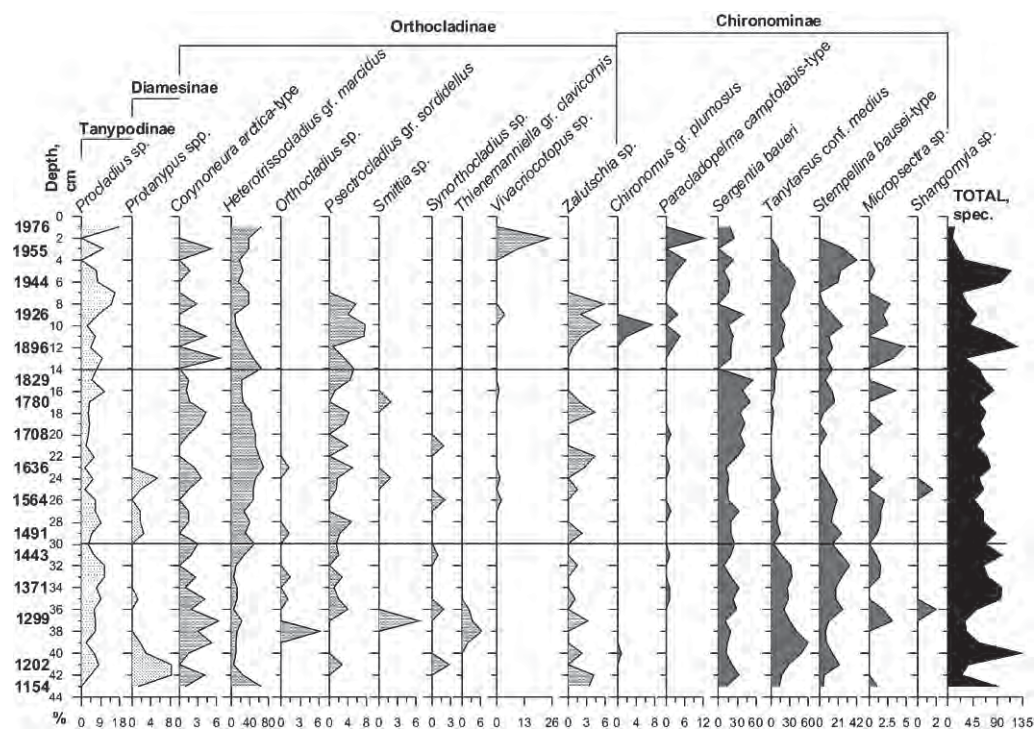 Orthocladinae
Chironominae
Diamesinae
Tanypodinae
Depth, cm
Procladius sp.
Protanypus spp.
Corynoneura arctica-type
Heterotrissocladius gr. marcidus
Orthocladius sp.
Psectrocladius gr. sordidellus
Smittia sp.
Synorthocladius sp.
Thienemanniella gr. clavicornis
Vivacricotopus sp.
Zalutschia sp.
Chironomus gr. plumosus
Paracladopelma camptolabis-type
Sergentia baueri
Tanytarsus conf. medius
Stempellina bausei-type
Micropsectra sp.
Shangomyia sp.
TOTAL, spec.
0
1976
2
1955
4
1944
6
8
1926
10
1896
12
14
1829
16
1780
18
1708
20
22
1636
24
1564
26
28
1491
30
1443
32
1371
34
1299
36
38
40
1202
42
1154
44
% 0 9 18 0 4 8 0 3 6 0 40 80 0 3 6 0 4 8 0 3 6 0 3 0 6 0 13 26 0 3 6 0 4 8 0 6 12 0 30 60 0 30 60 0 21 42 0 2.5 5 0 2 0 45 90 135